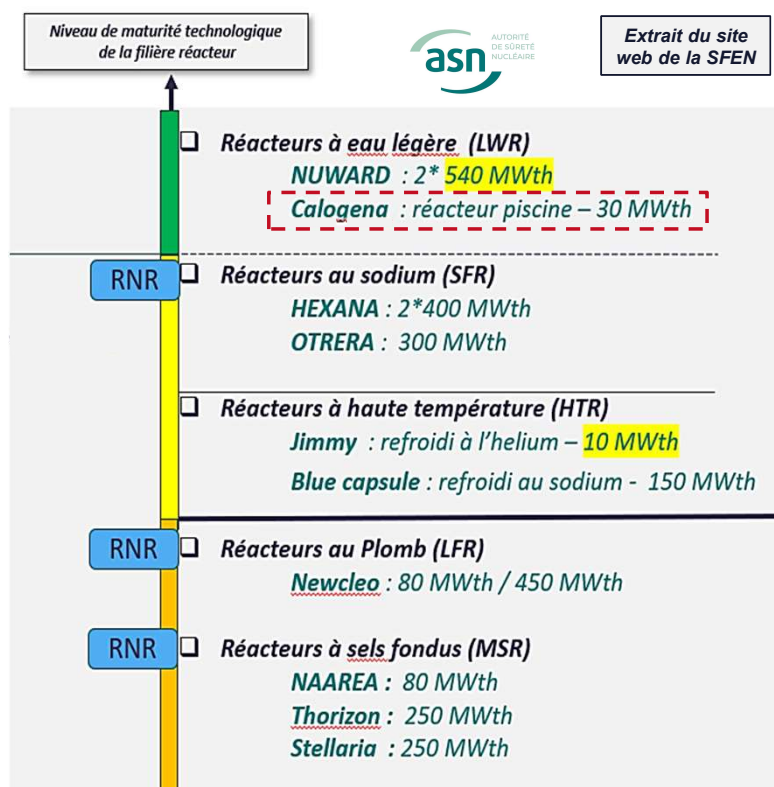 Niveau de maturité technologique
de la filière réacteur
asn
AUTORITÉ
DE SÛRETÉ
NUCLÉAIRE
Extrait du site
web de la SFEN
Réacteurs à eau légère (LWR)
NUWARD : 2* 540 MWth
Calogena : réacteur piscine – 30 MWth
RNR
Réacteurs au sodium (SFR)
HEXANA : 2*400 MWth
OTRERA : 300 MWth
Réacteurs à haute température (HTR)
Jimmy : refroidi à l'helium – 10 MWth
Blue capsule : refroidi au sodium - 150 MWth
RNR
Réacteurs au Plomb (LFR)
Newcleo : 80 MWth / 450 MWth
RNR
Réacteurs à sels fondus (MSR)
NAAREA : 80 MWth
Thorizon : 250 MWth
Stellaria : 250 MWth